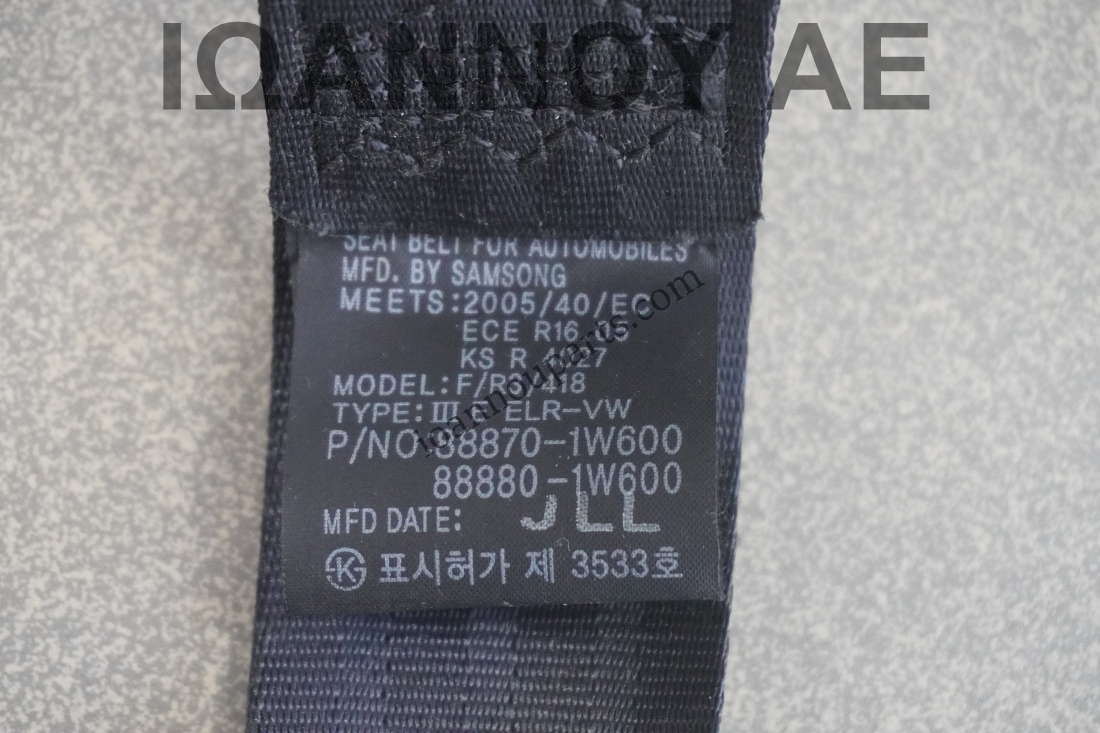 ΙΩΑΝΝΟΥ ΑΕ
SEAT BELT FOR AUTOMOBILES
MFD. BY SAMSONG
MEETS:2005/40/EC
ECE R16
KS R
MODEL:
TYPE: ELR-VW
P/NO:88870-1W600
88880-1W600
MFD DATE: JLL
표시허가 제 3533호
ioannouparts.com